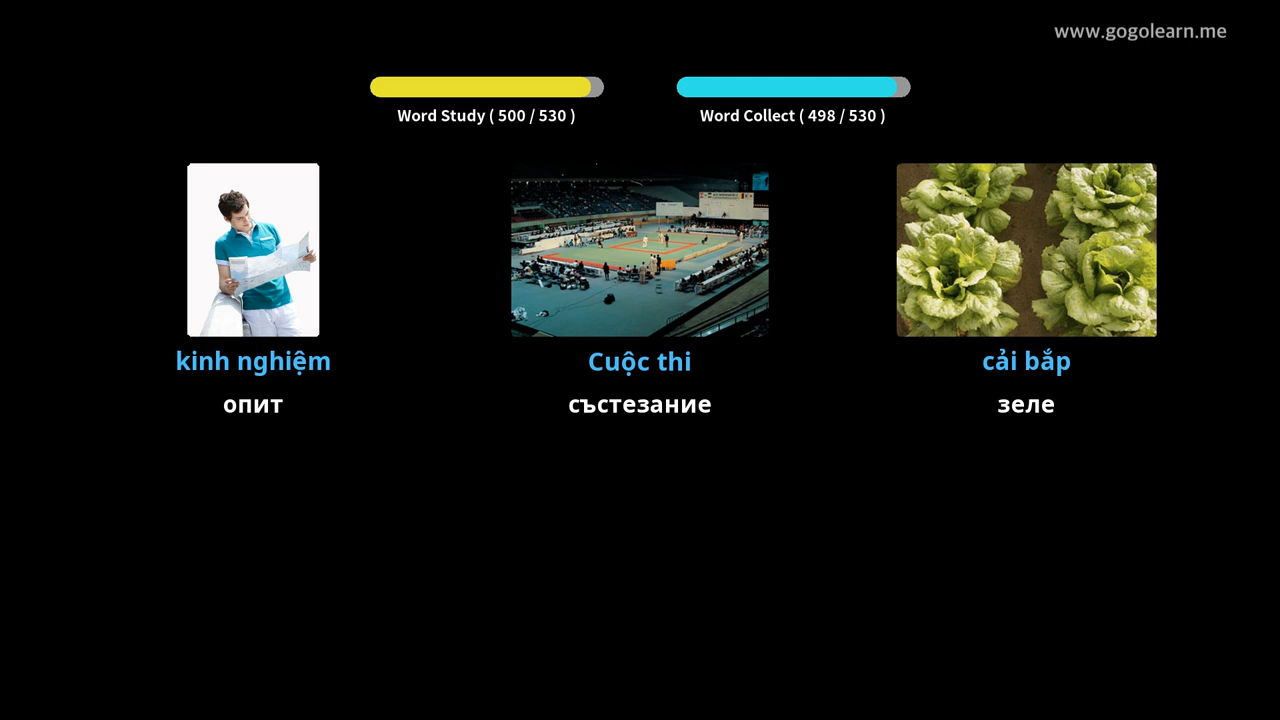 www.gogolearn.me
Word Study ( 500 / 530 )
Word Collect ( 498 / 530 )
kinh nghiệm
Cuộc thi
cải bắp
опит
състезание
зеле